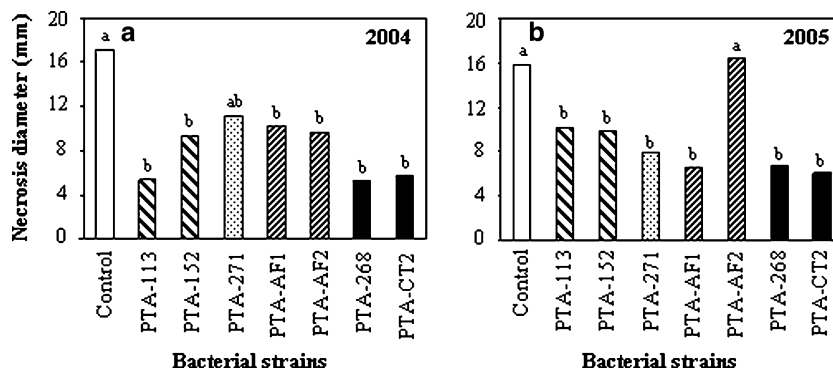 a
2004
Necrosis diameter (mm)
20
16
12
8
4
0
a
b
b
ab
b
b
b
b
Control
PTA-113
PTA-152
PTA-271
PTA-AF1
PTA-AF2
PTA-268
PTA-CT2
Bacterial strains
b
2005
20
16
12
8
4
0
a
b
b
b
b
a
b
b
Control
PTA-113
PTA-152
PTA-271
PTA-AF1
PTA-AF2
PTA-268
PTA-CT2
Bacterial strains